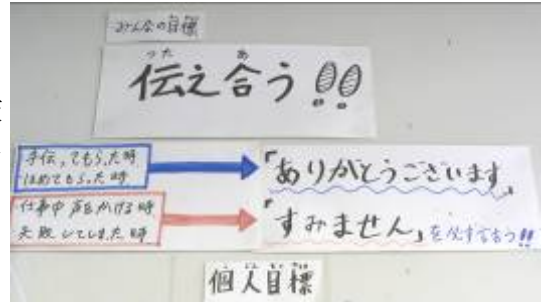 みんなの目標
伝え合う!!
手伝ってもらった時
ほめてもらった時
「ありがとうございます」
仕事中 声をかける時
失敗してしまった時
「すみません」を必ず言う!!
個人目標